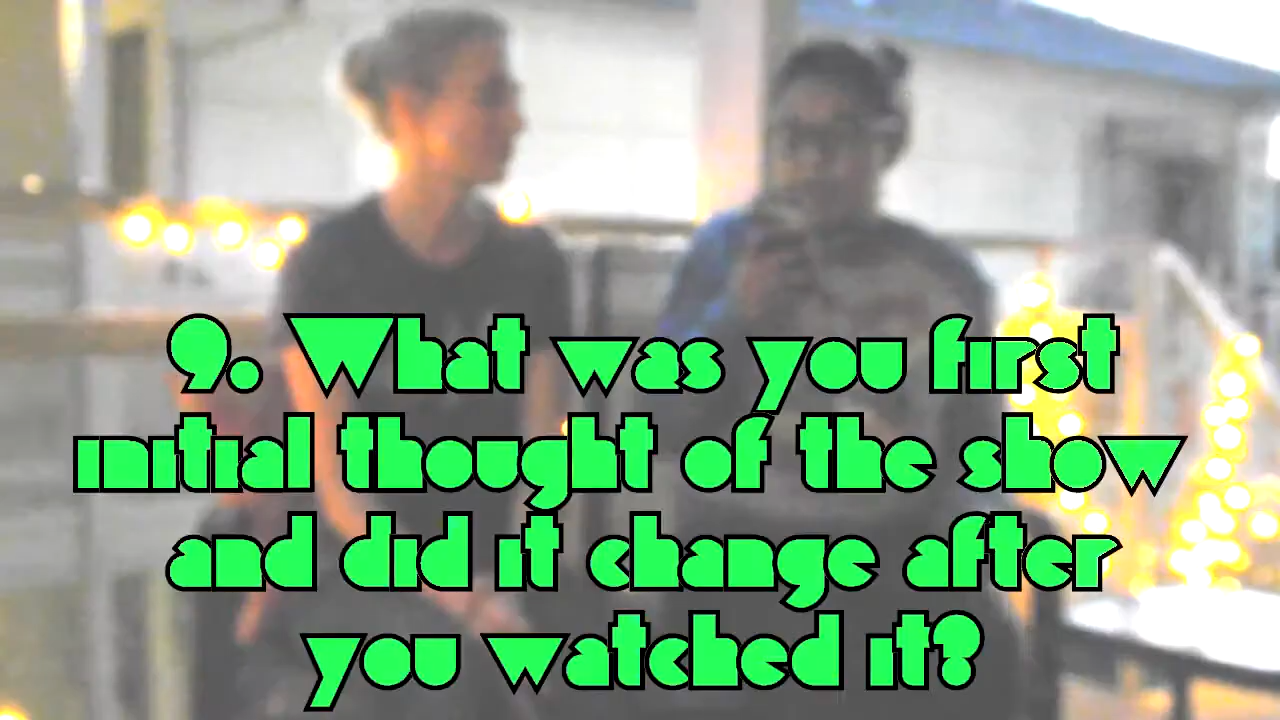 9. What was you first
initial thought of the show
and did it change after
you watched it?